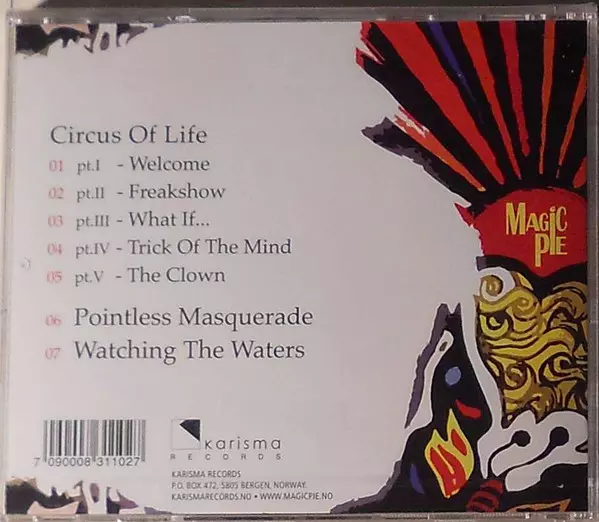 Circus Of Life
01 pt.I - Welcome
02 pt.II - Freakshow
03 pt.III - What If...
04 pt.IV - Trick Of The Mind
05 pt.V - The Clown
06 Pointless Masquerade
07 Watching The Waters
MAGIC
PIE
7 090008 311027
karisma
RECORDS
KARISMA RECORDS
P.O. BOX 472, 5805 BERGEN, NORWAY.
KARISMARECORDS.NO • WWW.MAGICPIE.NO